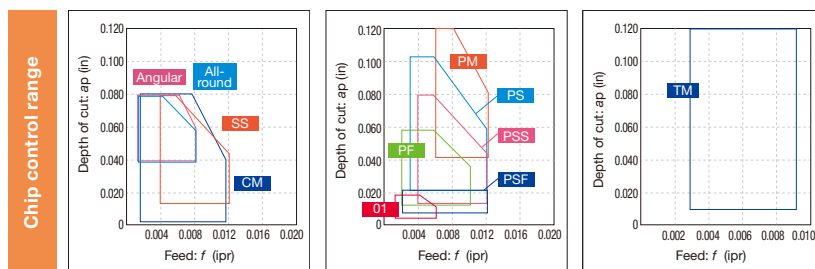 Chip control range
Depth of cut: ap (in)
0.120
0.100
0.080
0.060
0.040
0.020
0
Angular
All-
round
SS
CM
0.004 0.008 0.012 0.016 0.020
Feed: f (ipr)
Depth of cut: ap (in)
0.120
0.100
0.080
0.060
0.040
0.020
0
PM
PS
PSS
PF
PSF
01
0.004 0.008 0.012 0.016 0.020
Feed: f (ipr)
Depth of cut: ap (in)
0.120
0.100
0.080
0.060
0.040
0.020
0
TM
0.002 0.006 0.010
Feed: f (ipr)